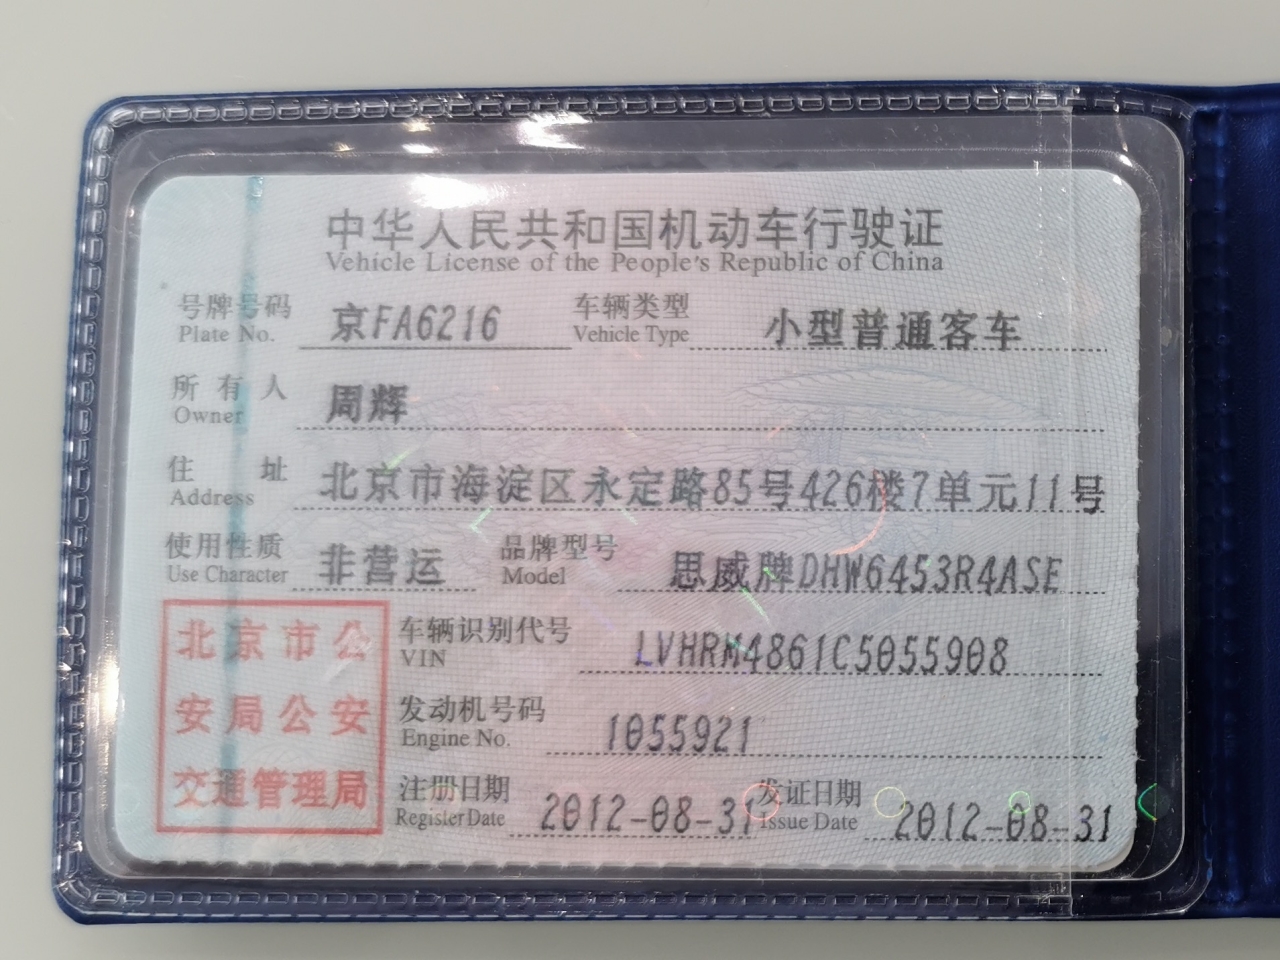 中华人民共和国机动车行驶证
Vehicle License of the People's Republic of China
号牌号码 京FA6216 车辆类型 小型普通客车
Plate No. Vehicle Type
所有人 周辉
Owner
住址 北京市海淀区永定路85号426楼7单元11号
Address
使用性质 非营运 品牌型号 思威牌DHW6453R4ASE
Use Character Model
北京市公
安局公安
交通管理局
车辆识别代号 LVHRM4861C5055908
VIN
发动机号码 1055921
Engine No.
注册日期 2012-08-31 发证日期 2012-08-31
Register Date Issue Date